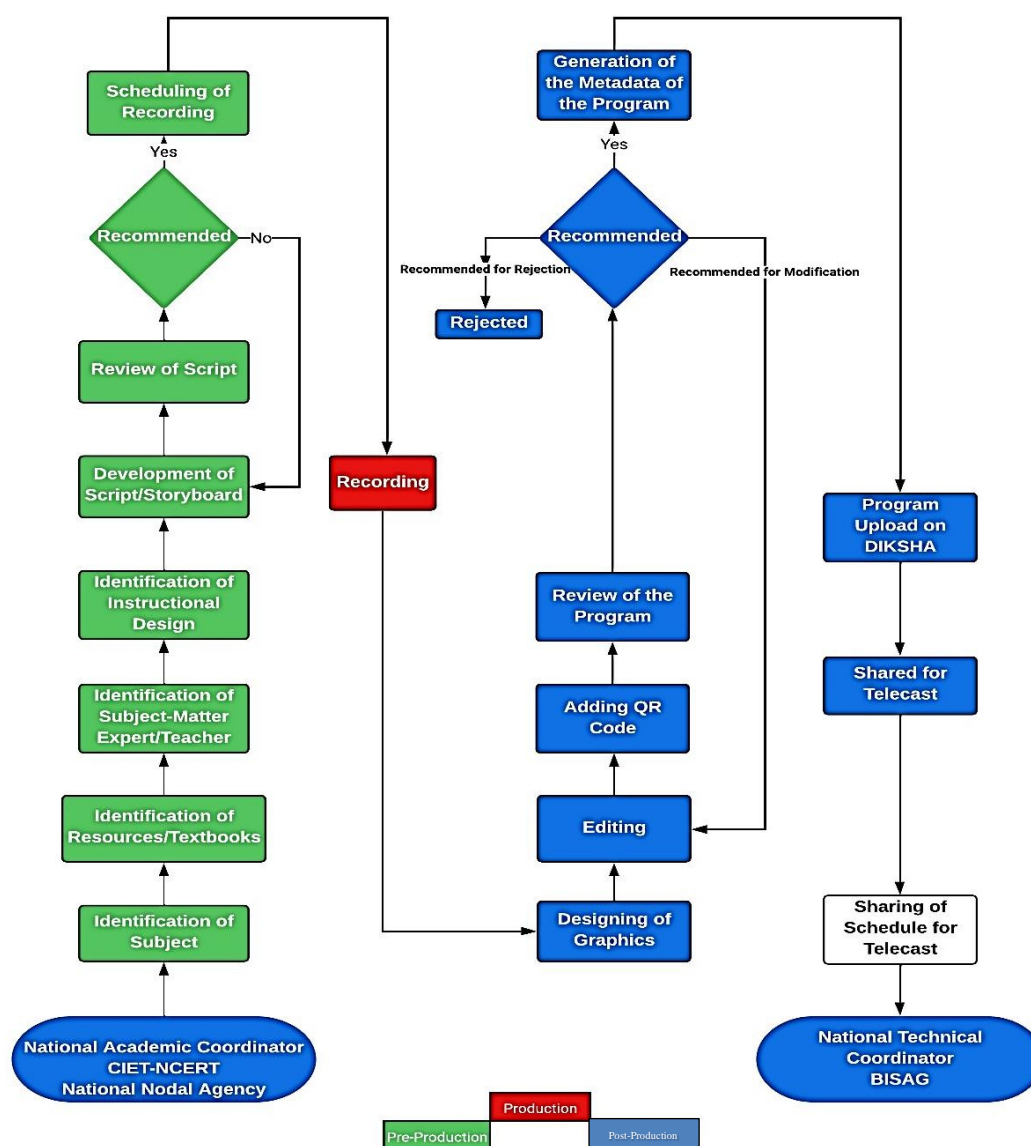 Scheduling of
Recording
Yes
Recommended
No
Review of Script
Development of
Script/Storyboard
Identification of
Instructional
Design
Identification of
Subject-Matter
Expert/Teacher
Identification of
Resources/Textbooks
Identification of
Subject
National Academic Coordinator
CIET-NCERT
National Nodal Agency
Recording
Generation of
the Metadata of
the Program
Yes
Recommended
Recommended for Rejection
Recommended for Modification
Rejected
Review of the
Program
Adding QR
Code
Editing
Designing of
Graphics
Program
Upload on
DIKSHA
Shared for
Telecast
Sharing of
Schedule for
Telecast
National Technical
Coordinator
BISAG
Production
Pre-Production
Post-Production